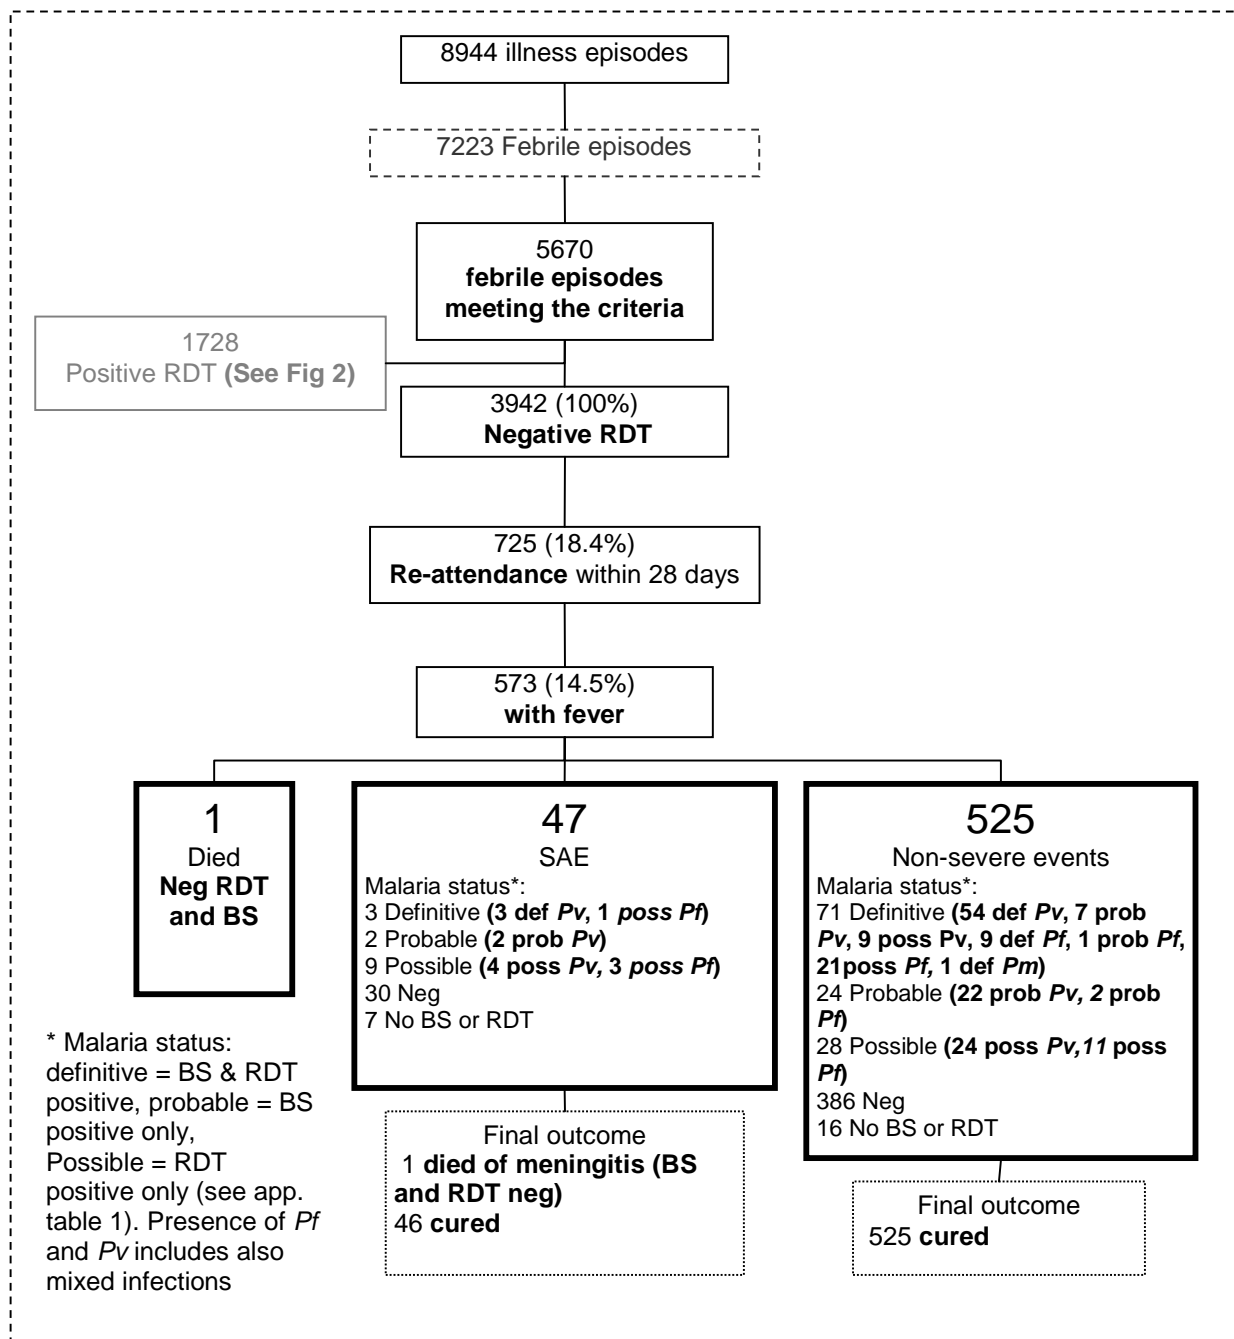 8944 illness episodes
7223 Febrile episodes
5670
febrile episodes
meeting the criteria
1728
Positive RDT (See Fig 2)
3942 (100%)
Negative RDT
725 (18.4%)
Re-attendance within 28 days
573 (14.5%)
with fever
1
Died
Neg RDT
and BS
47
SAE
Malaria status*:
3 Definitive (3 def Pv, 1 poss Pf)
2 Probable (2 prob Pv)
9 Possible (4 poss Pv, 3 poss Pf)
30 Neg
7 No BS or RDT
525
Non-severe events
Malaria status*:
71 Definitive (54 def Pv, 7 prob
Pv, 9 poss Pv, 9 def Pf, 1 prob Pf,
21poss Pf, 1 def Pm)
24 Probable (22 prob Pv, 2 prob
Pf)
28 Possible (24 poss Pv,11 poss
Pf)
386 Neg
16 No BS or RDT
* Malaria status:
definitive = BS & RDT
positive, probable = BS
positive only,
Possible = RDT
positive only (see app.
table 1). Presence of Pf
and Pv includes also
mixed infections
Final outcome
1 died of meningitis (BS
and RDT neg)
46 cured
Final outcome
525 cured